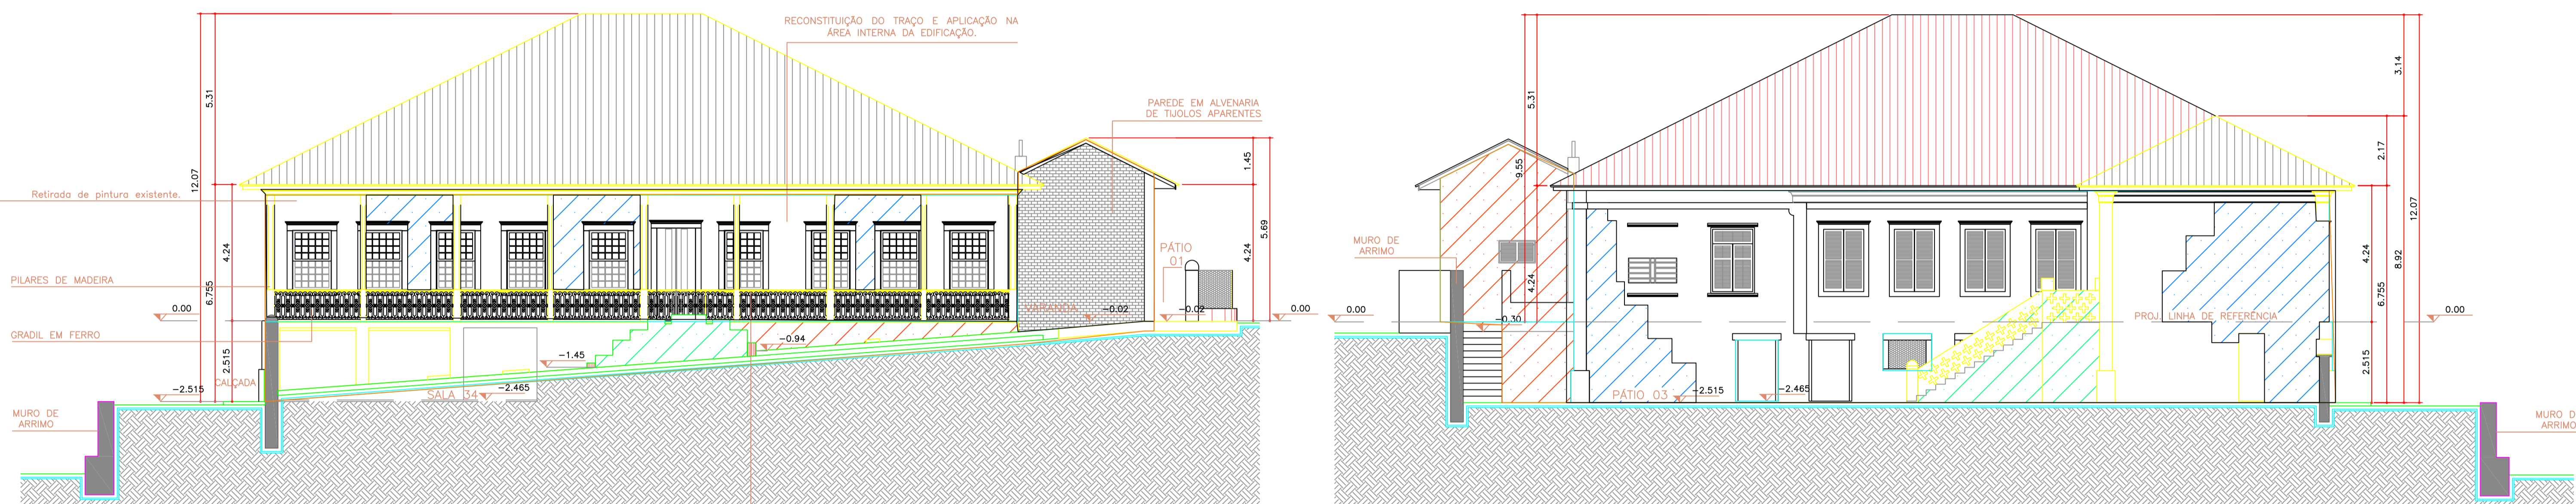 RECONSTITUIÇÃO DO TRAÇO E APLICAÇÃO NA
ÁREA INTERNA DA EDIFICAÇÃO.
PAREDE EM ALVENARIA
DE TIJOLOS APARENTES
Retirada de pintura existente.
PILARES DE MADEIRA
GRADIL EM FERRO
MURO DE
ARRIMO
CALÇADA
SALA 34
VARANDA
PÁTIO
01
5.31
12.07
4.24
6.755
2.515
0.00
-2.515
-2.465
-1.45
-0.94
-0.02
-0.02
0.00
1.45
5.69
4.24
MURO DE
ARRIMO
0.00
-0.30
5.31
9.55
4.24
PÁTIO 03
-2.515
-2.465
PROJ. LINHA DE REFERÊNCIA
3.14
2.17
12.07
4.24
8.92
6.755
2.515
0.00
MURO D
ARRIMO